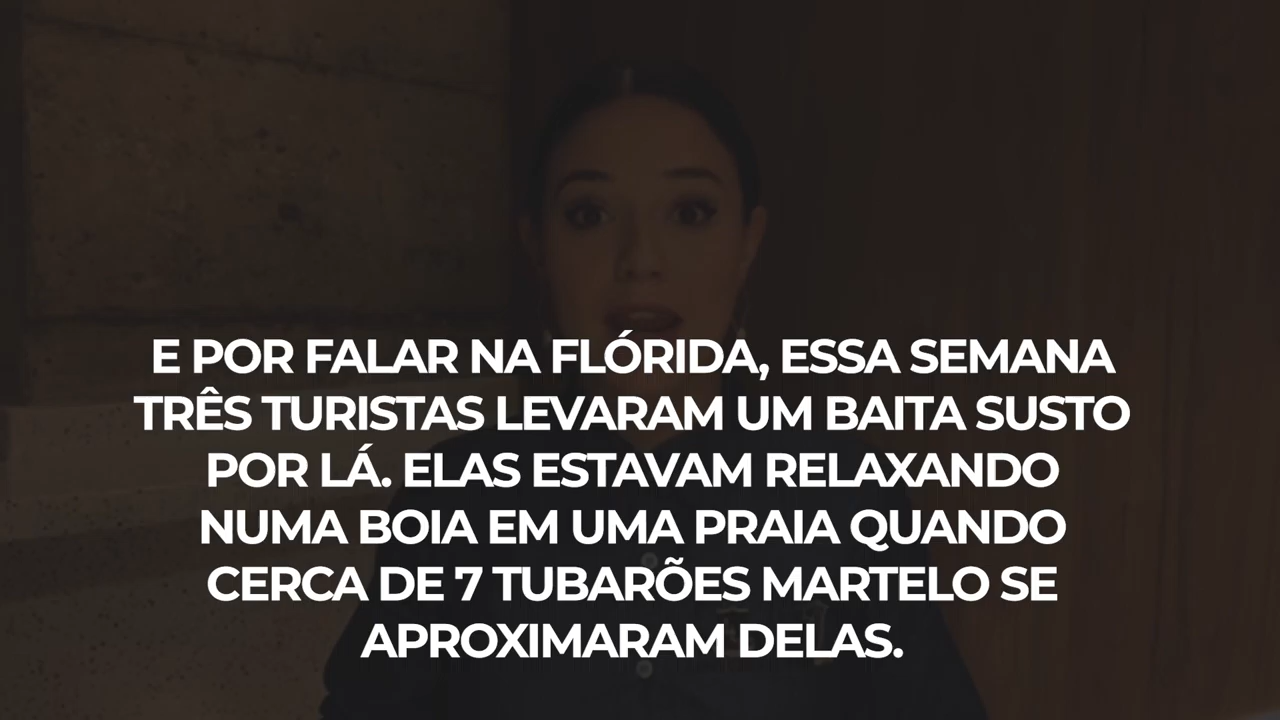 E POR FALAR NA FLÓRIDA, ESSA SEMANA
TRÊS TURISTAS LEVARAM UM BAITA SUSTO
POR LÁ. ELAS ESTAVAM RELAXANDO
NUMA BOIA EM UMA PRAIA QUANDO
CERCA DE 7 TUBARÕES MARTELO SE
APROXIMARAM DELAS.